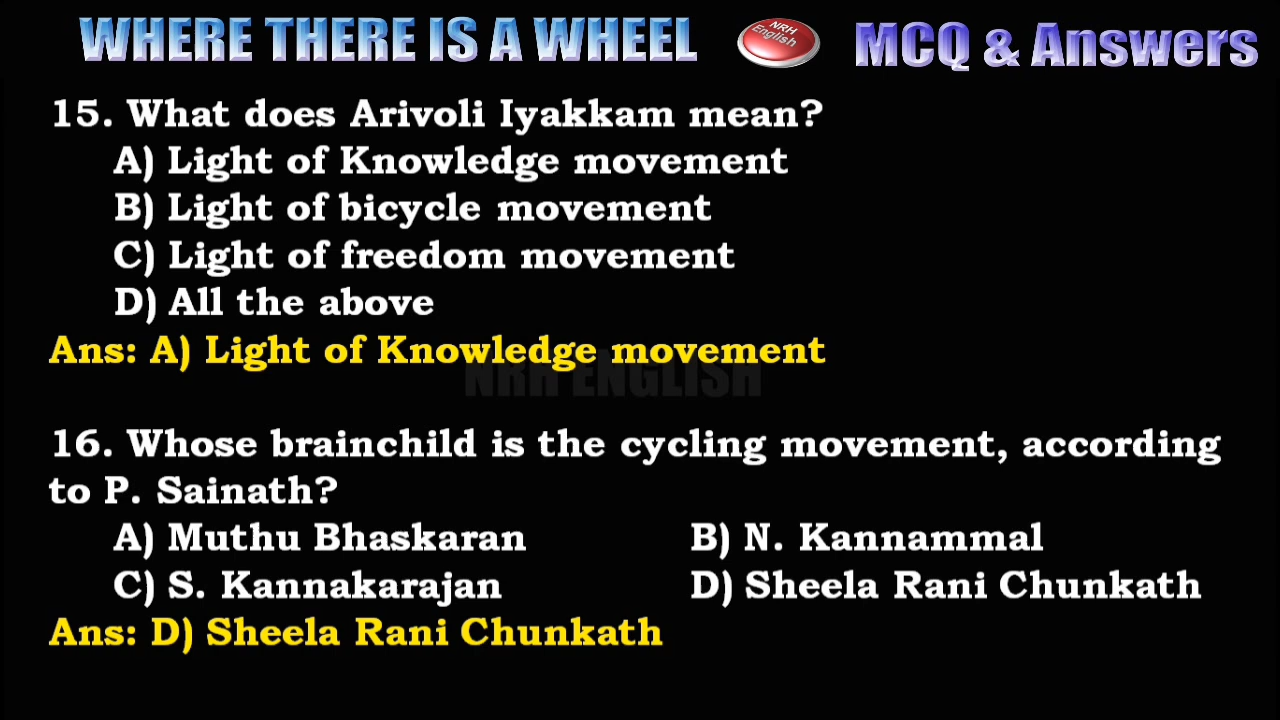 WHERE THERE IS A WHEEL
NRH English
MCQ & Answers
15. What does Arivoli Iyakkam mean?
A) Light of Knowledge movement
B) Light of bicycle movement
C) Light of freedom movement
D) All the above
Ans: A) Light of Knowledge movement
NRH ENGLISH
16. Whose brainchild is the cycling movement, according
to P. Sainath?
A) Muthu Bhaskaran B) N. Kannammal
C) S. Kannakarajan D) Sheela Rani Chunkath
Ans: D) Sheela Rani Chunkath